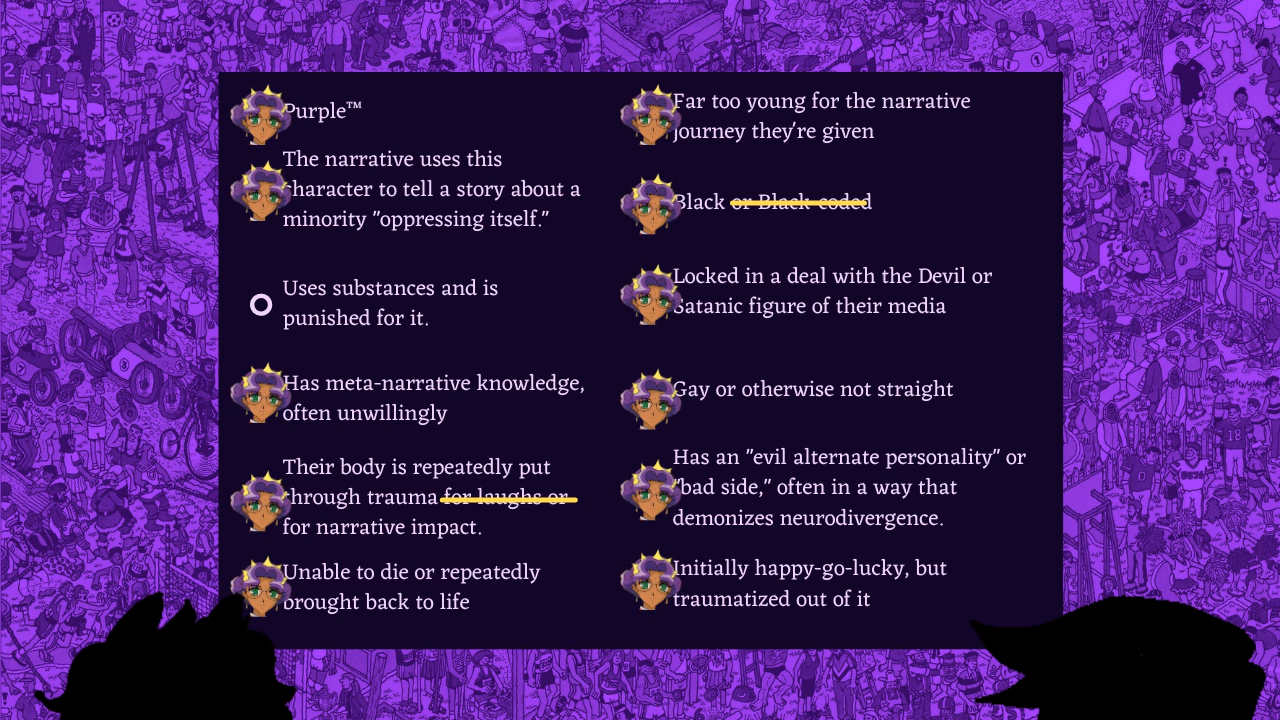 Purple™
The narrative uses this
character to tell a story about a
minority "oppressing itself."
Uses substances and is
punished for it.
Has meta-narrative knowledge,
often unwillingly
Their body is repeatedly put
through trauma for laughs or
for narrative impact.
Unable to die or repeatedly
brought back to life
Far too young for the narrative
journey they're given
Black or Black-coded
Locked in a deal with the Devil or
Satanic figure of their media
Gay or otherwise not straight
Has an "evil alternate personality" or
"bad side," often in a way that
demonizes neurodivergence.
Initially happy-go-lucky, but
traumatized out of it
2
1
3
18